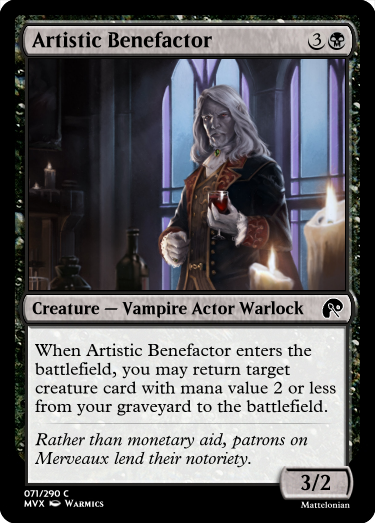 Artistic Benefactor 3
Creature — Vampire Actor Warlock
When Artistic Benefactor enters the
battlefield, you may return target
creature card with mana value 2 or less
from your graveyard to the battlefield.
Rather than monetary aid, patrons on
Merveaux lend their notoriety.
3/2
071/290 C
MVX Warmics
Mattelonian